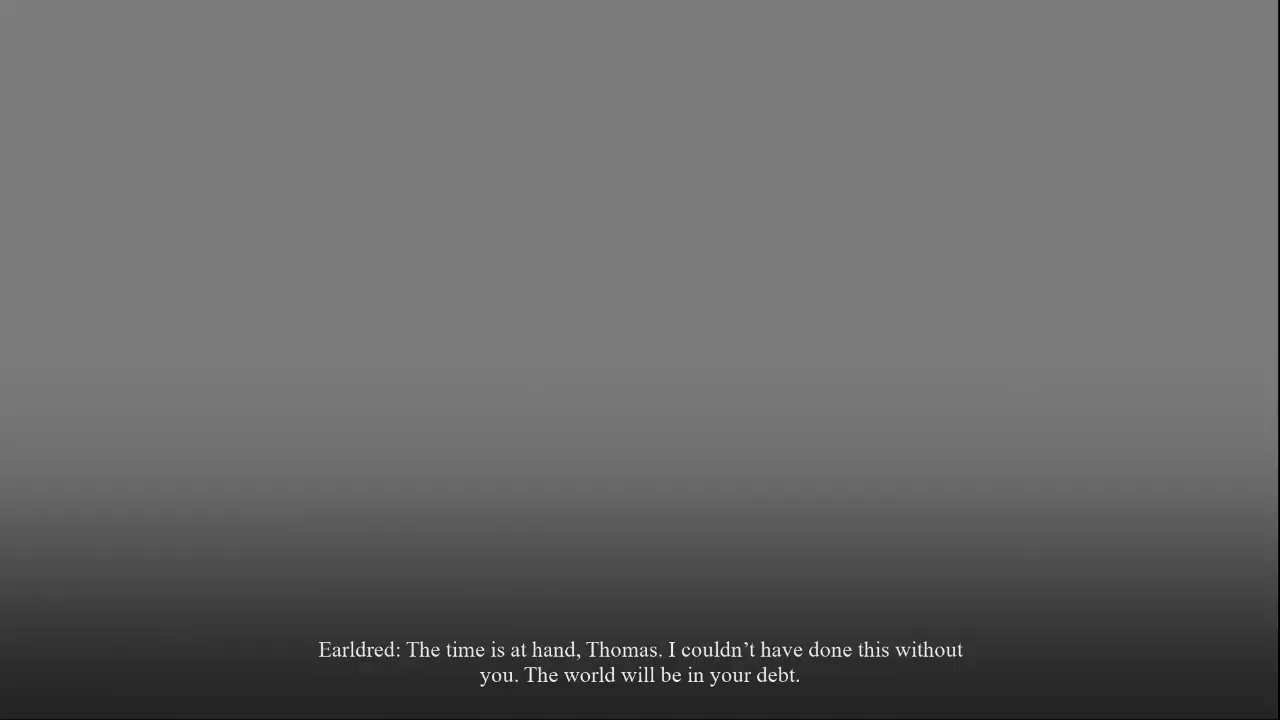 Earldred: The time is at hand, Thomas. I couldn’t have done this without
you. The world will be in your debt.